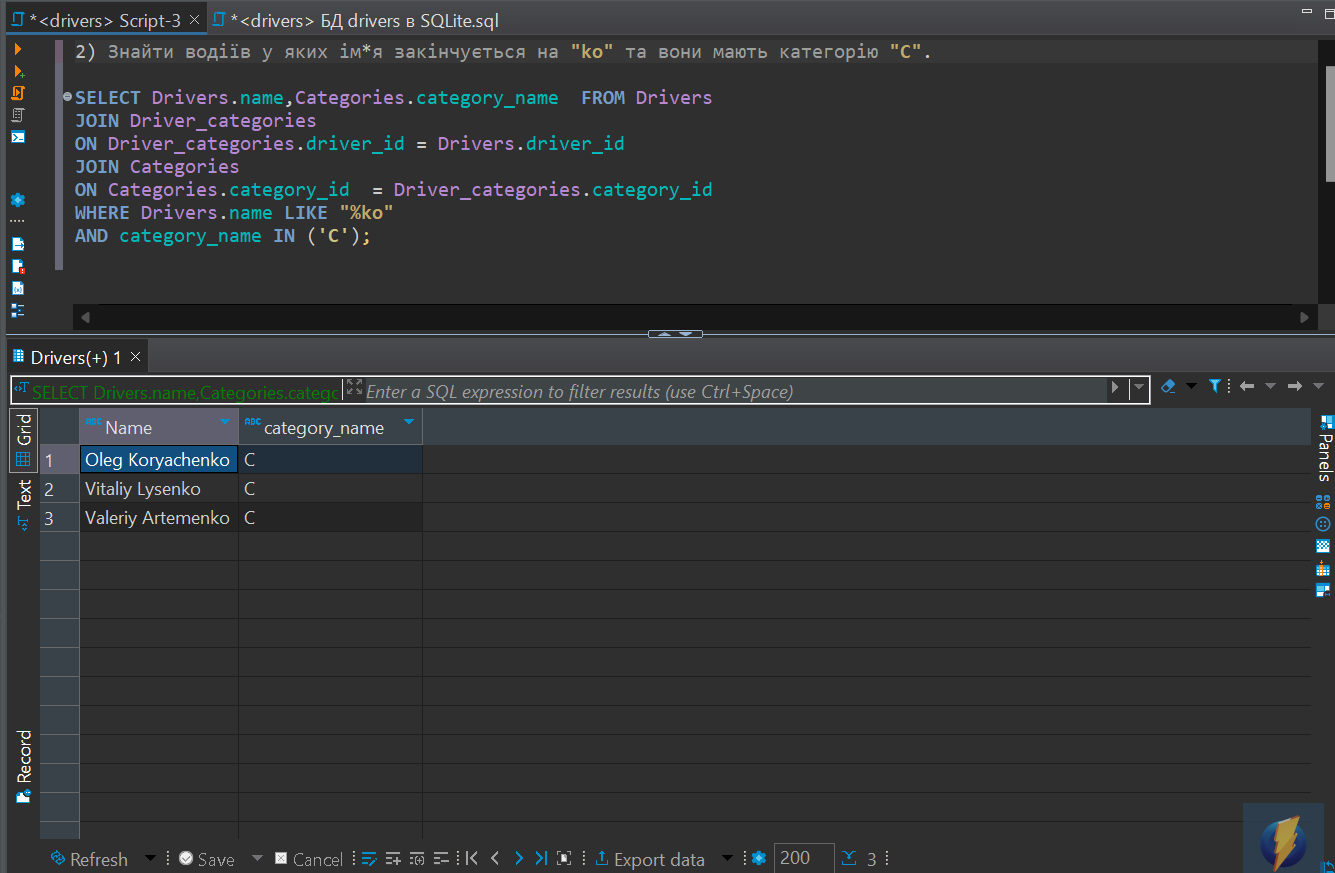 *<drivers> Script-3
*<drivers> БД drivers в SQLite.sql
2) Знайти водіїв у яких ім*я закінчується на "ko" та вони мають категорію "C".
SELECT Drivers.name,Categories.category_name  FROM Drivers
JOIN Driver_categories
ON Driver_categories.driver_id = Drivers.driver_id
JOIN Categories
ON Categories.category_id  = Driver_categories.category_id
WHERE Drivers.name LIKE "%ko"
AND category_name IN ('C');
Drivers(+) 1
SELECT Drivers.name,Categories.catego
Enter a SQL expression to filter results (use Ctrl+Space)
Grid
Text
Record
Panels
ABC Name
ABC category_name
1 Oleg Koryachenko C
2 Vitaliy Lysenko C
3 Valeriy Artemenko C
Refresh
Save
Cancel
Export data
200
3